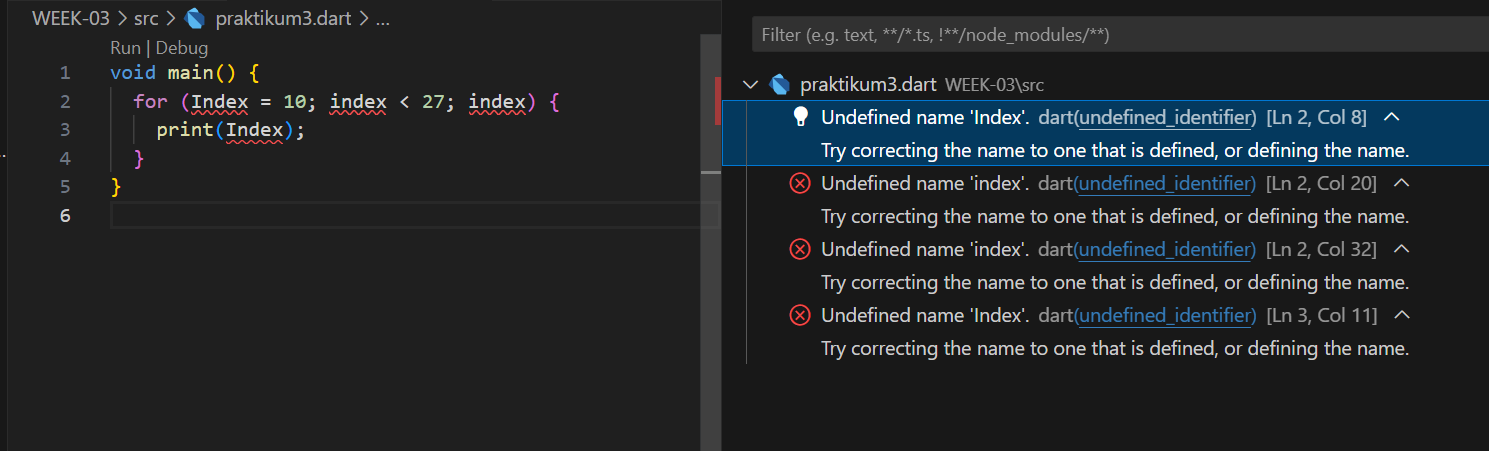 WEEK-03 > src > praktikum3.dart > ...
Run | Debug
1 void main() {
2 for (Index = 10; index < 27; index) {
3 print(Index);
4 }
5 }
6
Filter (e.g. text, **/*.ts, !**/node_modules/**)
praktikum3.dart WEEK-03\src
Undefined name 'Index'. dart(undefined_identifier) [Ln 2, Col 8]
Try correcting the name to one that is defined, or defining the name.
Undefined name 'index'. dart(undefined_identifier) [Ln 2, Col 20]
Try correcting the name to one that is defined, or defining the name.
Undefined name 'index'. dart(undefined_identifier) [Ln 2, Col 32]
Try correcting the name to one that is defined, or defining the name.
Undefined name 'Index'. dart(undefined_identifier) [Ln 3, Col 11]
Try correcting the name to one that is defined, or defining the name.